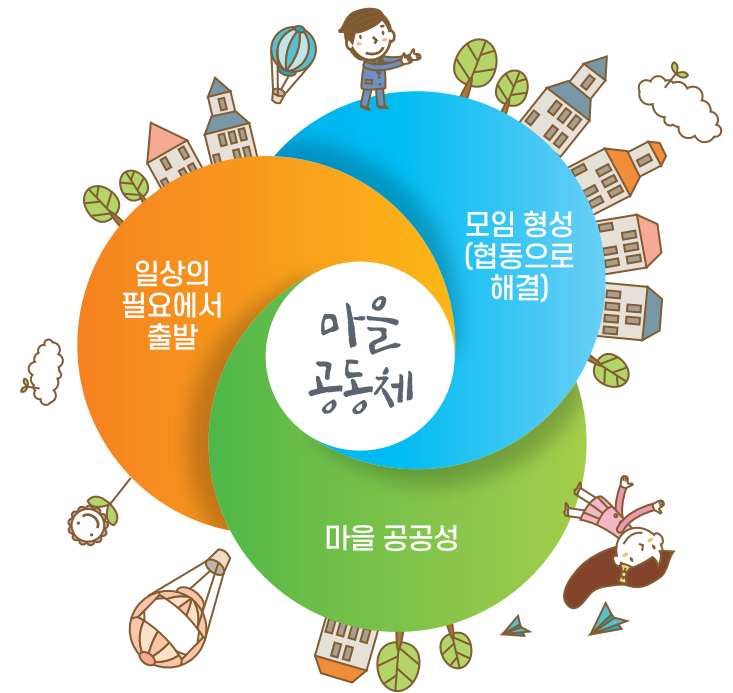 일상의
필요에서
출발
모임 형성
(협동으로
해결)
마을
공동체
마을 공공성